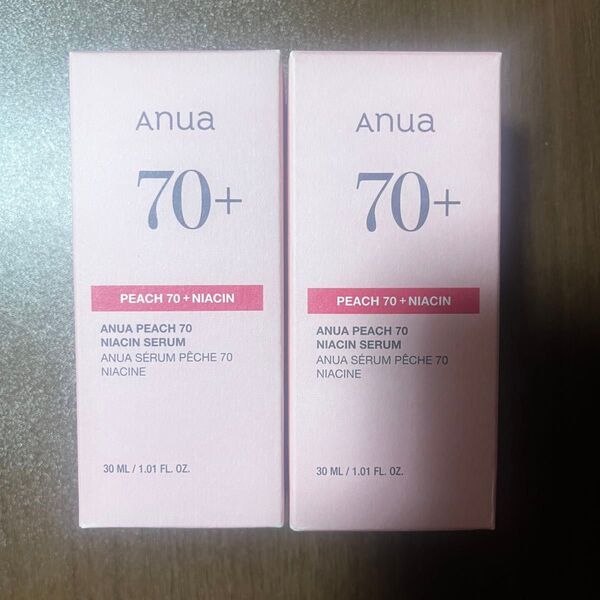 Anua
70+
PEACH 70 + NIACIN
ANUA PEACH 70
NIACIN SERUM
ANUA SÉRUM PÊCHE 70
NIACINE
30 ML / 1.01 FL. OZ.
Anua
70+
PEACH 70 + NIACIN
ANUA PEACH 70
NIACIN SERUM
ANUA SÉRUM PÊCHE 70
NIACINE
30 ML / 1.01 FL. OZ.